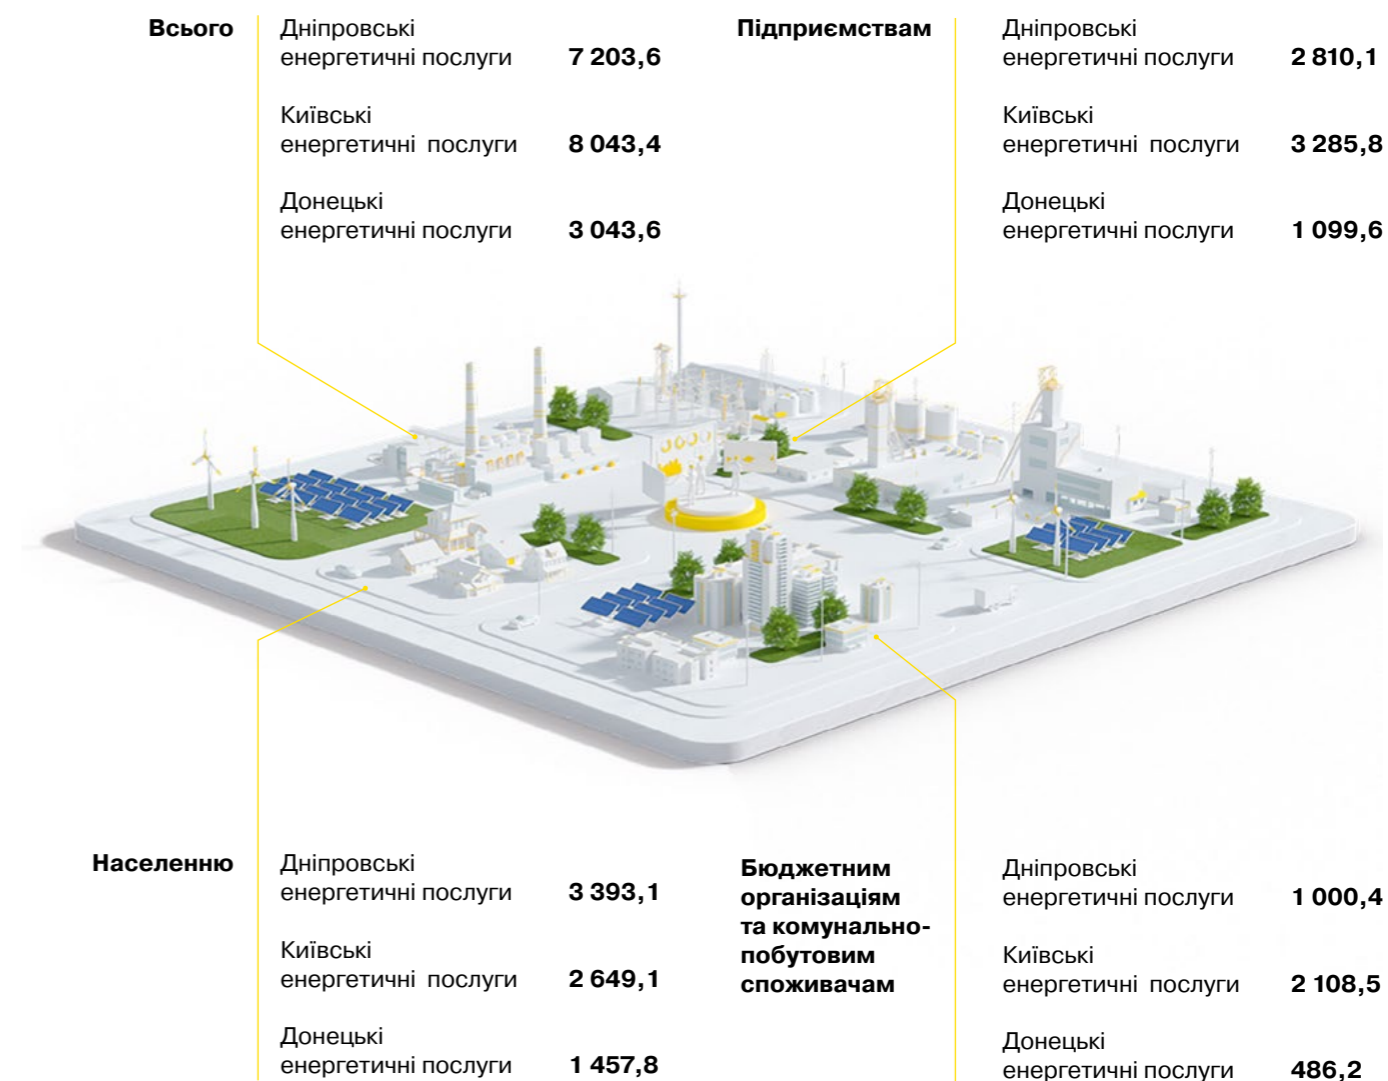 Всього
Дніпровські
енергетичні послуги 7 203,6
Київські
енергетичні послуги 8 043,4
Донецькі
енергетичні послуги 3 043,6
Підприємствам
Дніпровські
енергетичні послуги 2 810,1
Київські
енергетичні послуги 3 285,8
Донецькі
енергетичні послуги 1 099,6
Населенню
Дніпровські
енергетичні послуги 3 393,1
Київські
енергетичні послуги 2 649,1
Донецькі
енергетичні послуги 1 457,8
Бюджетним
організаціям
та комунально-
побутовим
споживачам
Дніпровські
енергетичні послуги 1 000,4
Київські
енергетичні послуги 2 108,5
Донецькі
енергетичні послуги 486,2